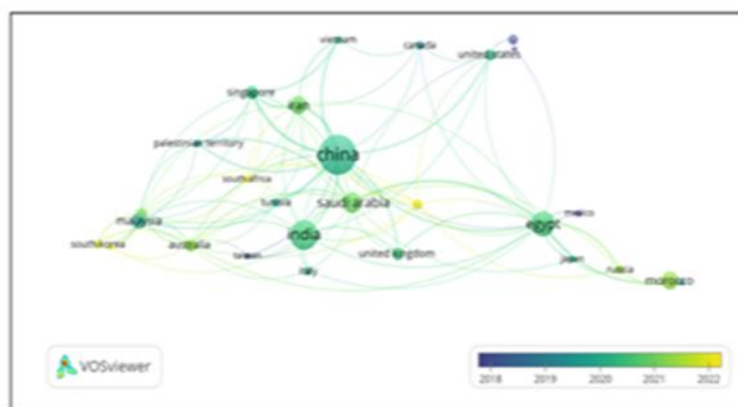 vietnam
canada
united states
singapore
iran
palestinian territory
china
south africa
tunisia
saudi arabia
malaysia
egypt
mexico
india
south korea
australia
taiwan
united kingdom
japan
italy
russia
morocco
VOSviewer
2018 2019 2020 2021 2022